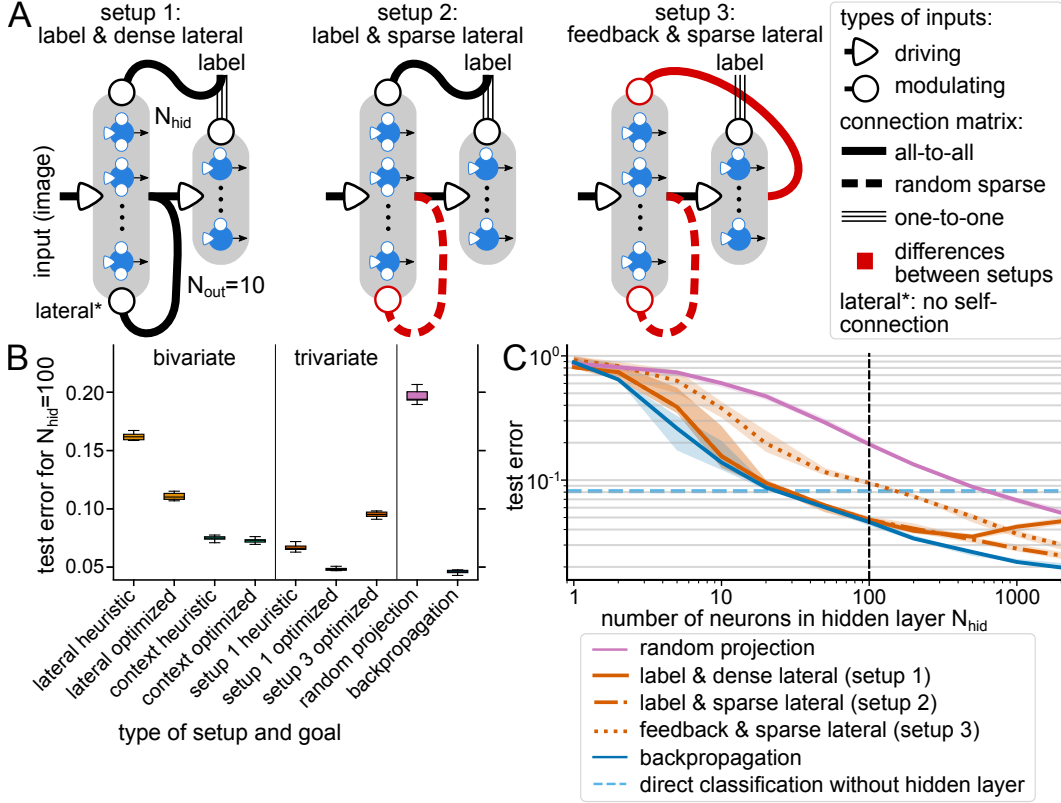 A
setup 1:
label & dense lateral
label
N_hid
input (image)
N_out=10
lateral*
setup 2:
label & sparse lateral
label
setup 3:
feedback & sparse lateral
label
types of inputs:
driving
modulating
connection matrix:
all-to-all
random sparse
one-to-one
differences
between setups
lateral*: no self-
connection
B
bivariate
trivariate
test error for N_hid=100
0.20
0.15
0.10
0.05
lateral heuristic
lateral optimized
context heuristic
context optimized
setup 1 heuristic
setup 1 optimized
setup 3 optimized
random projection
backpropagation
type of setup and goal
C
test error
10^0
10^-1
1
10
100
1000
number of neurons in hidden layer N_hid
random projection
label & dense lateral (setup 1)
label & sparse lateral (setup 2)
feedback & sparse lateral (setup 3)
backpropagation
direct classification without hidden layer